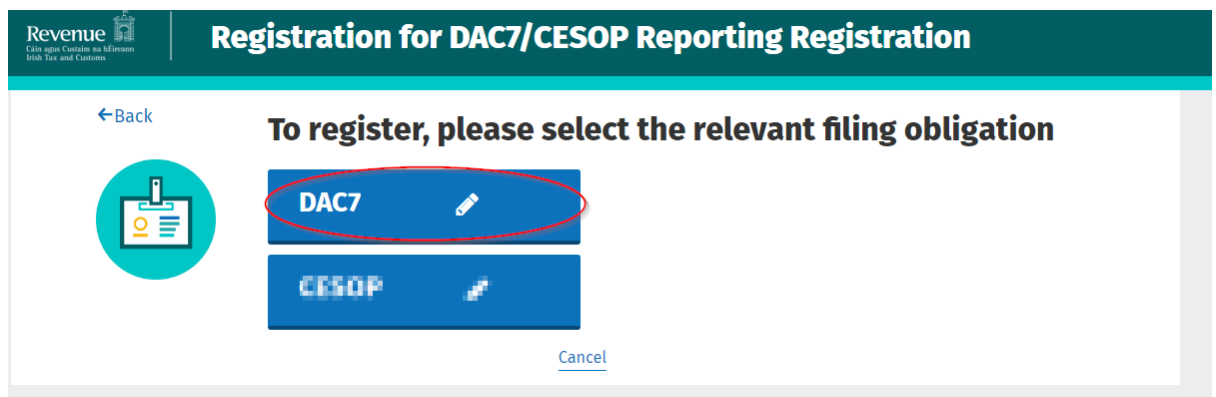 Revenue
Cáin agus Custaim na hÉireann
Irish Tax and Customs
Registration for DAC7/CESOP Reporting Registration
Back
To register, please select the relevant filing obligation
DAC7
CESOP
Cancel